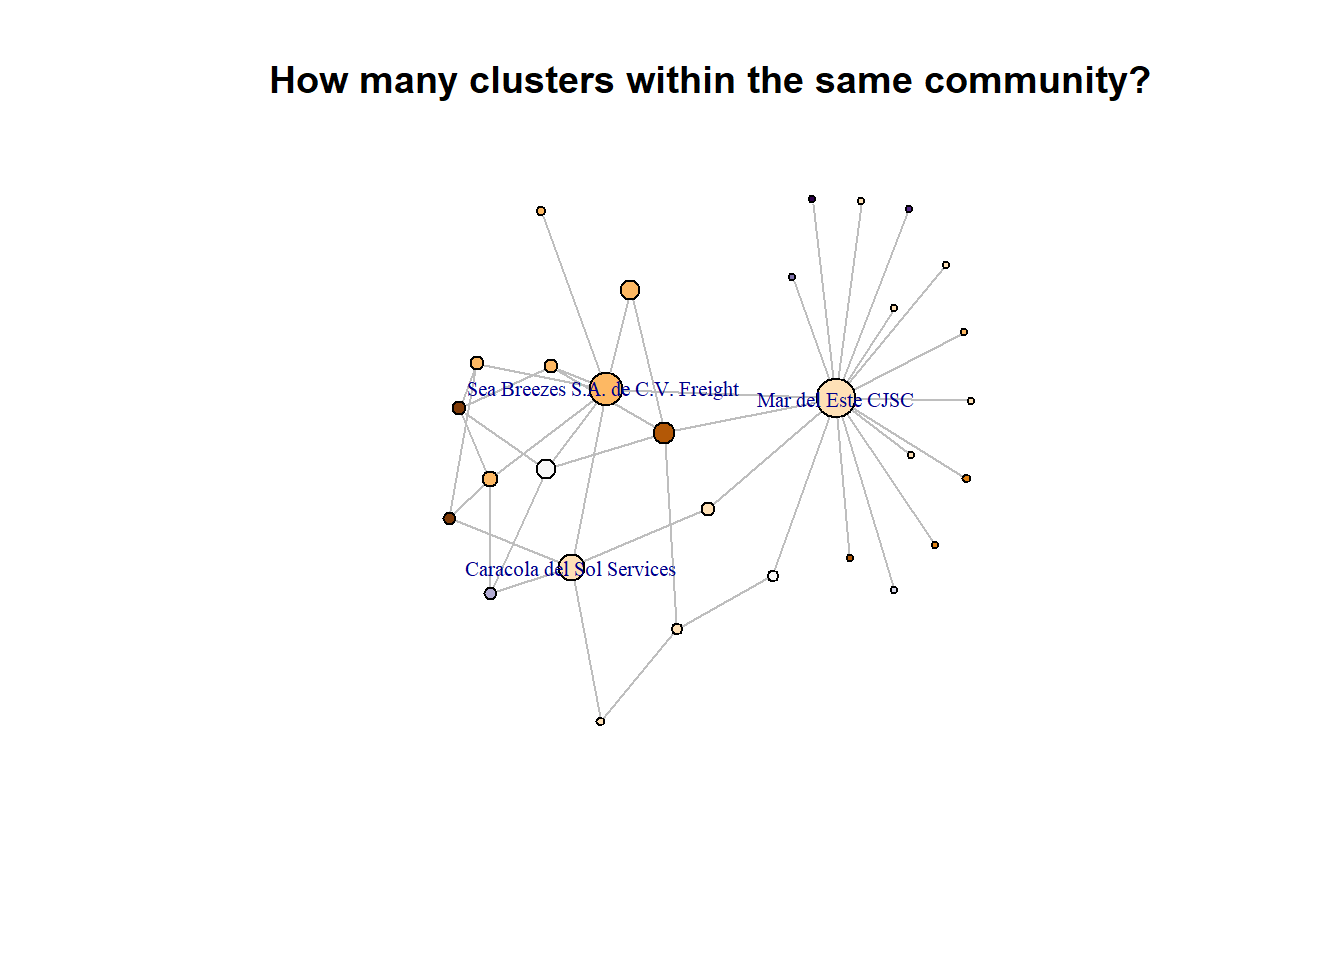 How many clusters within the same community?
Sea Breezes S.A. de C.V. Freight
Mar del Este CJSC
Caracola del Sol Services